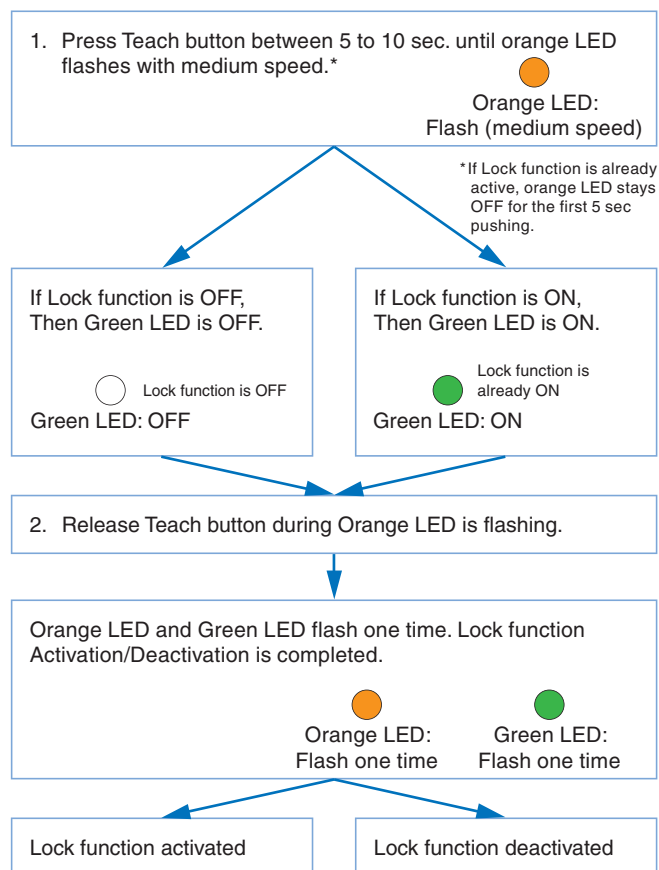 1. Press Teach button between 5 to 10 sec. until orange LED
flashes with medium speed.*
Orange LED:
Flash (medium speed)
*If Lock function is already
active, orange LED stays
OFF for the first 5 sec
pushing.
If Lock function is OFF,
Then Green LED is OFF.
Lock function is OFF
Green LED: OFF
If Lock function is ON,
Then Green LED is ON.
Lock function is
already ON
Green LED: ON
2. Release Teach button during Orange LED is flashing.
Orange LED and Green LED flash one time. Lock function
Activation/Deactivation is completed.
Orange LED:
Flash one time
Green LED:
Flash one time
Lock function activated
Lock function deactivated